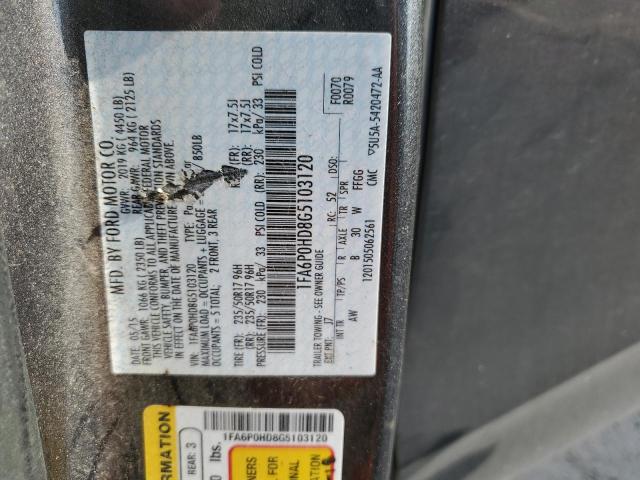 MFD. BY FORD MOTOR CO.
DATE: 05/15 GVWR: 2019 KG (4450 LB)
FRONT GAWR: 1066 KG (2350 LB) REAR GAWR: 964 KG (2125 LB)
THIS VEHICLE CONFORMS TO ALL APPLICABLE FEDERAL MOTOR
VEHICLE SAFETY, BUMPER, AND THEFT PREVENTION STANDARDS
IN EFFECT ON THE DATE OF MANUFACTURE SHOWN ABOVE.
VIN: 1FA6P0HD8G5103120 TYPE:
MAXIMUM LOAD = OCCUPANTS + LUGGAGE 850LB
OCCUPANTS = 5 TOTAL: 2 FRONT, 3 REAR
TIRE (FR): 235/50R17 96H (FR): 17x7.5J
TIRE (RR): 235/50R17 96H (RR): 17x7.5J
PRESSURE (FR): 230 kPa/ 33 PSI COLD (RR): 230 kPa/ 33 PSI COLD
1FA6P0HD8G5103120
TRAILER TOWING - SEE OWNER GUIDE
EXT PNT: J7 RC: 52 DSO: F0070
R0079
INT TR TP/PS R AXLE TR SPR
AW B 30 W FFGG
1201505062561 CMC 5U5A-5420472-AA
1FA6P0HD8G5103120
REAR: 3
lbs.